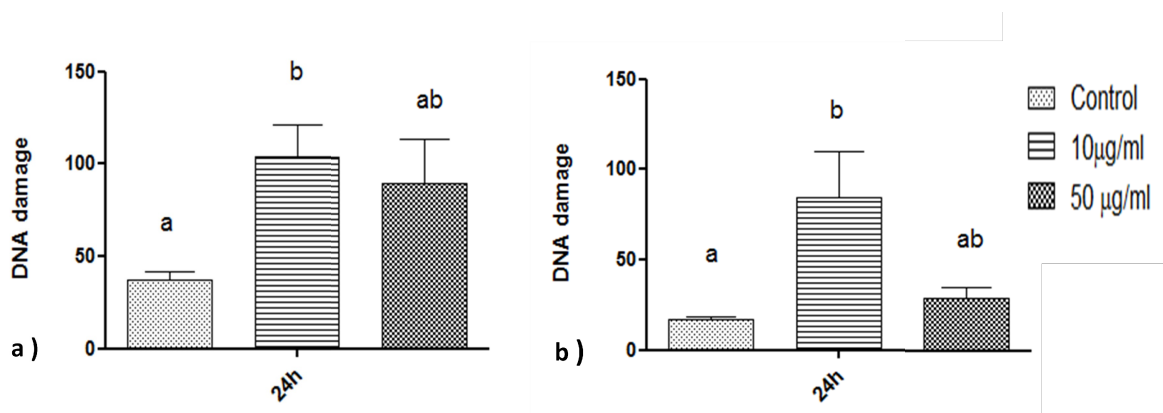 DNA damage
150
100
50
0
a
b
ab
24h
a )
DNA damage
150
100
50
0
a
b
ab
24h
b )
Control
10μg/ml
50 μg/ml